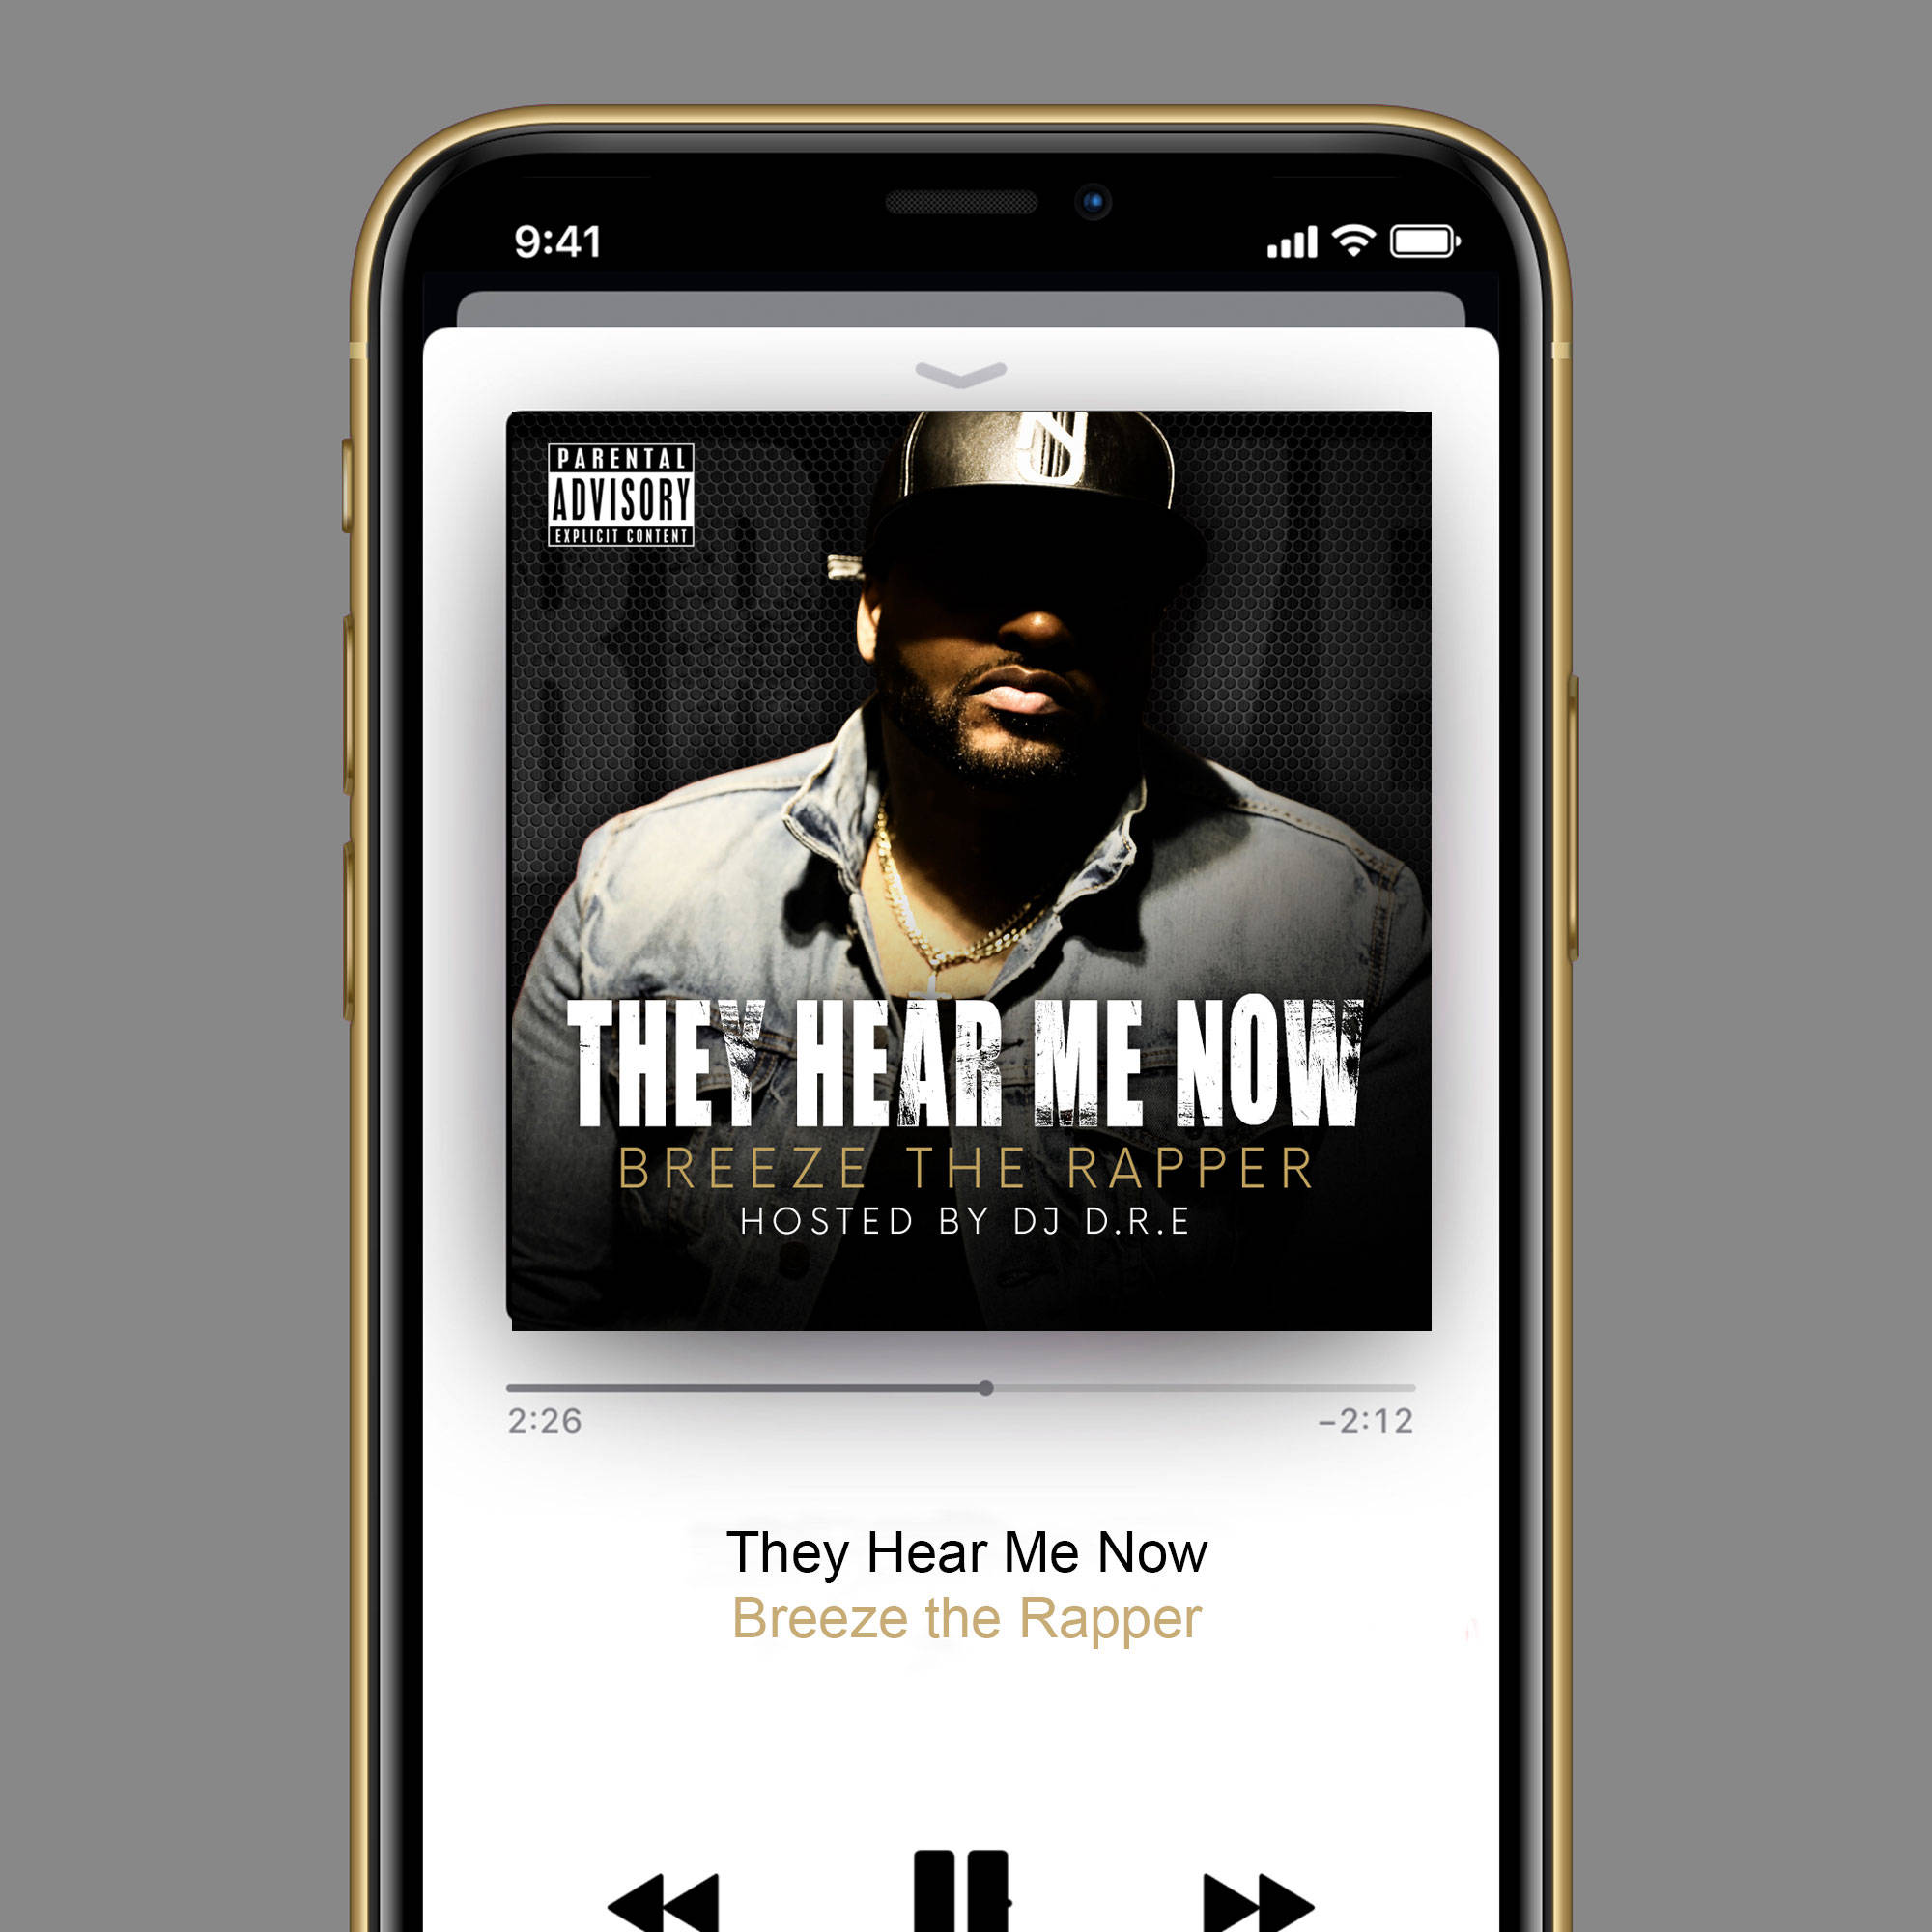 9:41
PARENTAL
ADVISORY
EXPLICIT CONTENT
THEY HEAR ME NOW
BREEZE THE RAPPER
HOSTED BY DJ D.R.E
2:26
−2:12
They Hear Me Now
Breeze the Rapper